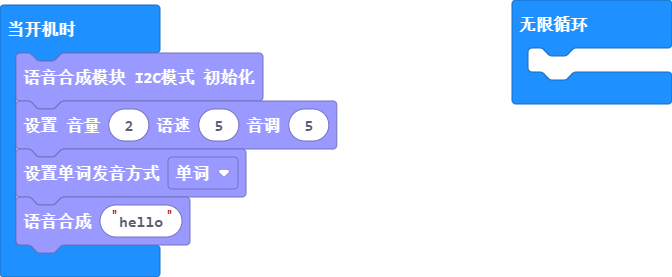 当开机时
语音合成模块 I2C模式 初始化
设置 音量 2 语速 5 音调 5
设置单词发音方式 单词
语音合成 "hello"
无限循环